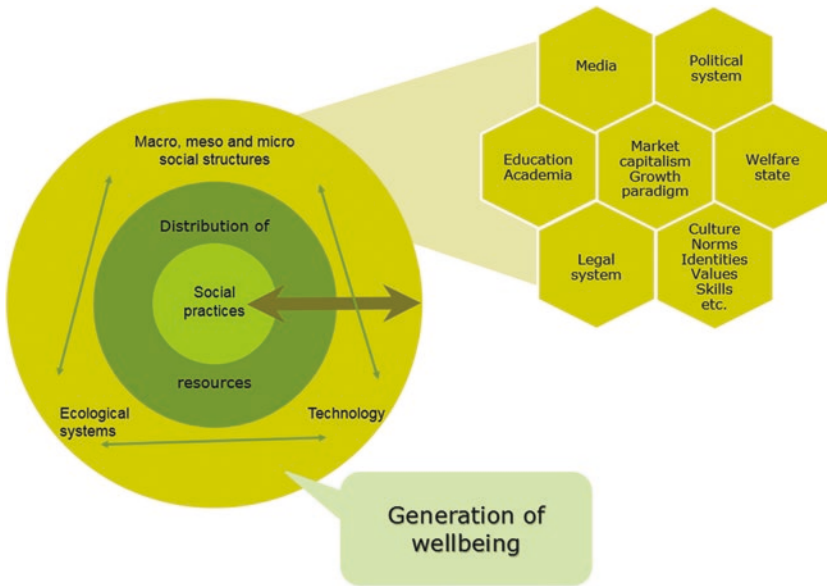 Macro, meso and micro
social structures
Distribution of
Social
practices
resources
Ecological
systems
Technology
Generation of
wellbeing
Media
Political
system
Education
Academia
Market
capitalism
Growth
paradigm
Welfare
state
Legal
system
Culture
Norms
Identities
Values
Skills
etc.